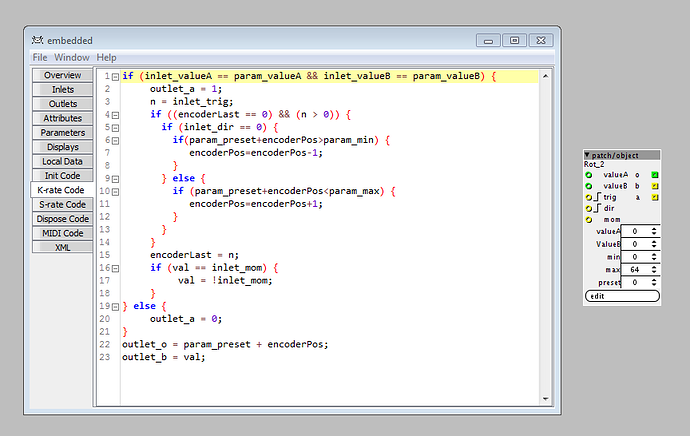 embedded
File Window Help
Overview
Inlets
Outlets
Attributes
Parameters
Displays
Local Data
Init Code
K-rate Code
S-rate Code
Dispose Code
MIDI Code
XML
1 if (inlet_valueA == param_valueA && inlet_valueB == param_valueB) {
2 outlet_a = 1;
3 n = inlet_trig;
4 if ((encoderLast == 0) && (n > 0)) {
5 if (inlet_dir == 0) {
6 if(param_preset+encoderPos>param_min) {
7 encoderPos=encoderPos-1;
8 }
9 } else {
10 if (param_preset+encoderPos<param_max) {
11 encoderPos=encoderPos+1;
12 }
13 }
14 }
15 encoderLast = n;
16 if (val == inlet_mom) {
17 val = !inlet_mom;
18 }
19 } else {
20 outlet_a = 0;
21 }
22 outlet_o = param_preset + encoderPos;
23 outlet_b = val;
patch/object
Rot_2
valueA o
valueB b
trig a
dir
mom
valueA 0
ValueB 0
min 0
max 64
preset 0
edit